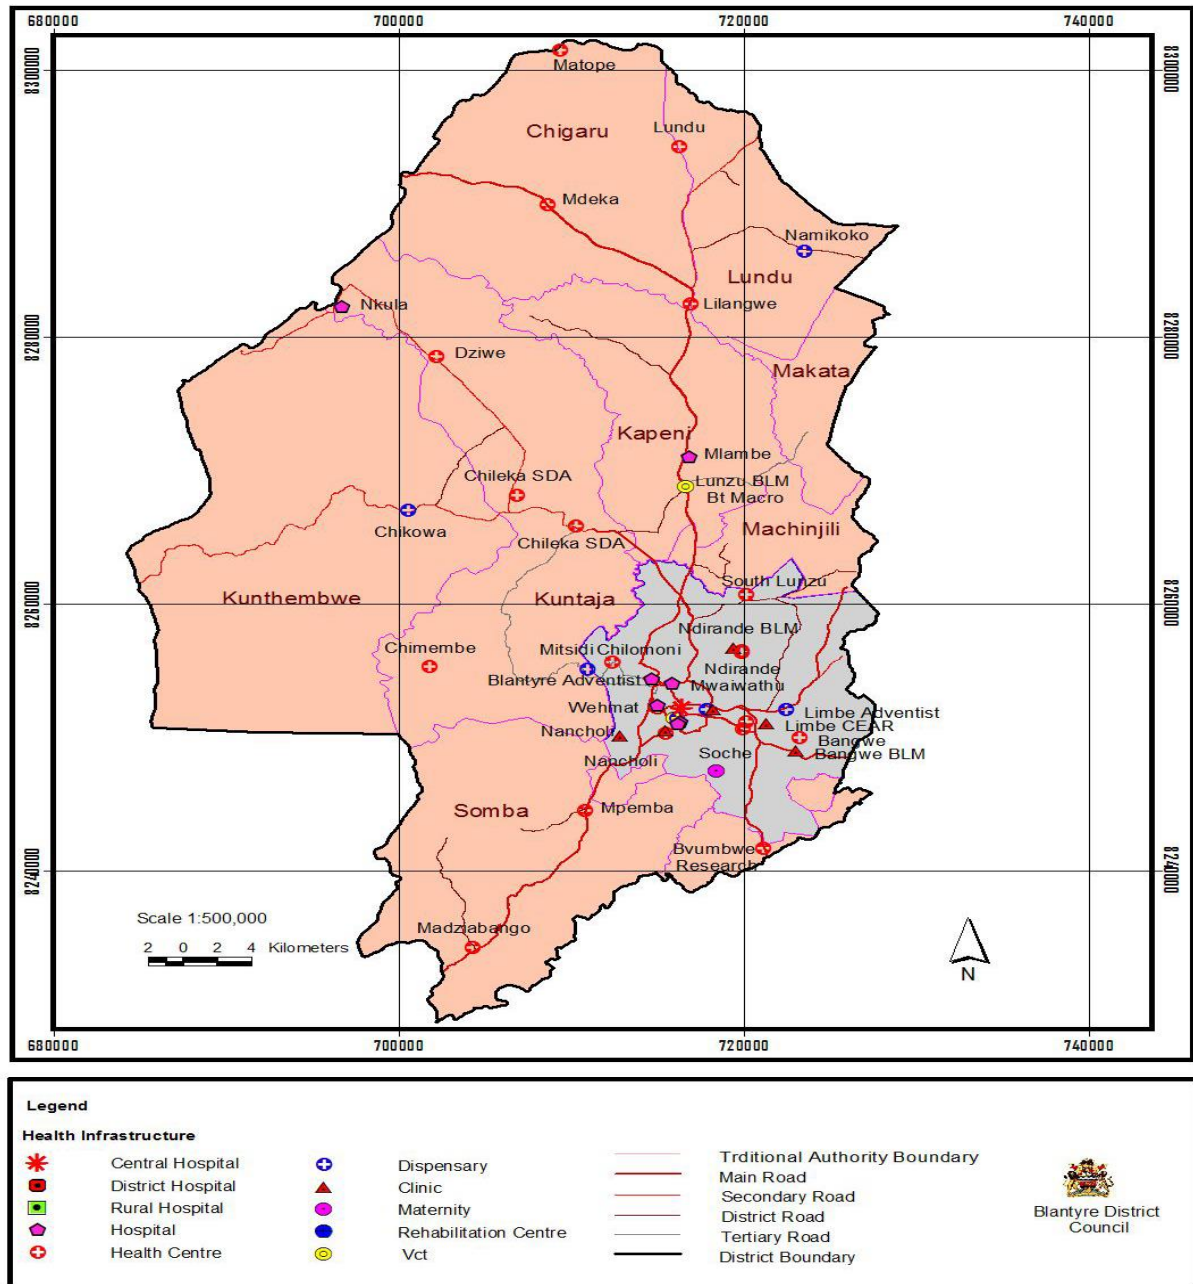 680000
700000
720000
740000
8300000
8300000
Matope
Chigaru
Lundu
Mdeka
Namikoko
Lundu
Nkula
Lilangwe
8280000
8280000
Dziwe
Makata
Kapeni
Mlambe
Chileka SDA
Lunzu BLM
Bt Macro
Chikowa
Chileka SDA
Machinjili
South Lunzu
Kunthembwe
Kuntaja
8260000
8260000
Ndirande BLM
Chimembe
Mitsidi Chilomoni
Ndirande
Blantyre Adventist
Mwaiwathu
Wehmat
Limbe Adventist
Limbe CEAR
Nancholi
Bangwe
Soche
Bangwe BLM
Nancholi
Somba
Mpemba
Bvumbwe
Research
8240000
8240000
Scale 1:500,000
Madziabango
2 0 2 4 Kilometers
N
680000
700000
720000
740000
Legend
Health Infrastructure
Central Hospital
District Hospital
Rural Hospital
Hospital
Health Centre
Dispensary
Clinic
Maternity
Rehabilitation Centre
Vct
Trditional Authority Boundary
Main Road
Secondary Road
District Road
Tertiary Road
District Boundary
Blantyre District
Council